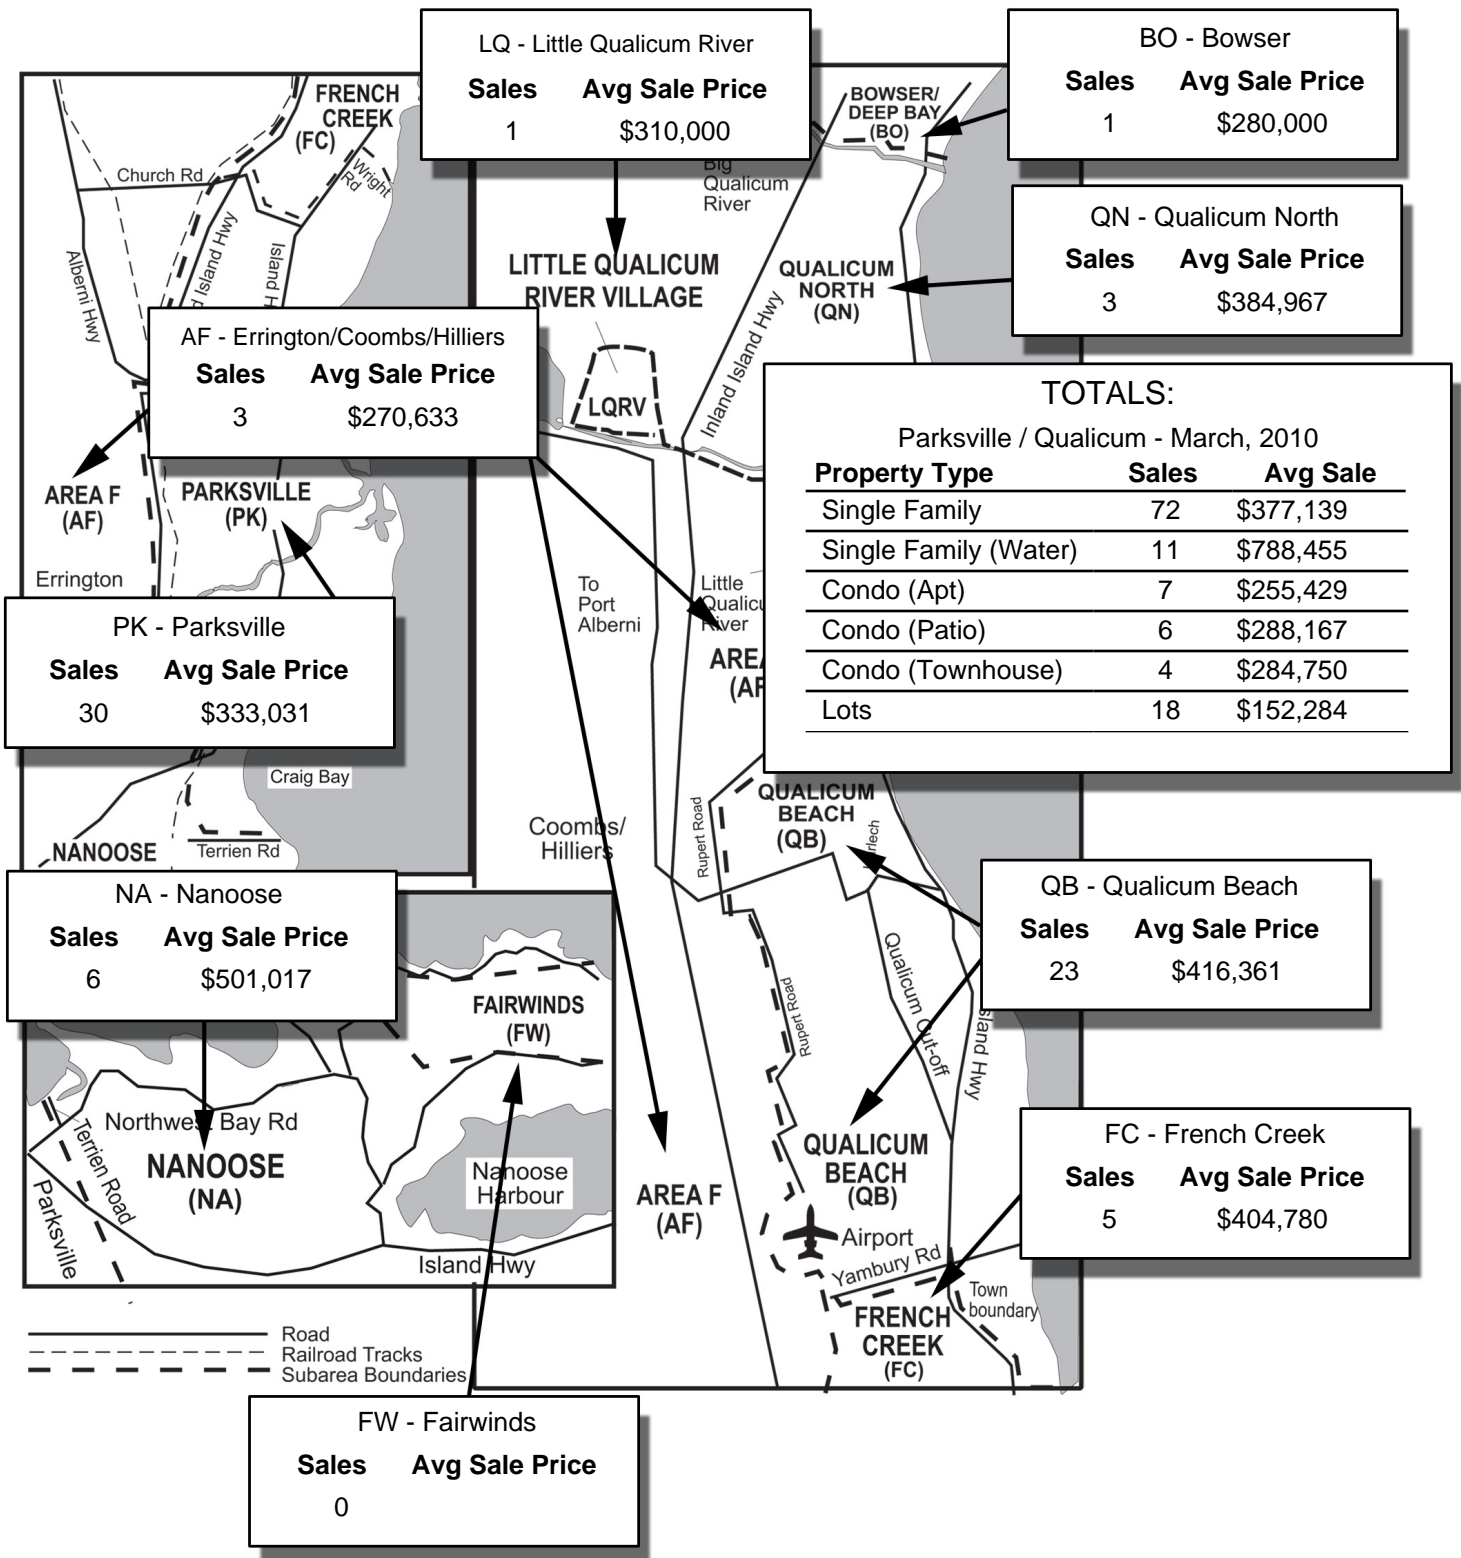 LQ - Little Qualicum River
Sales Avg Sale Price
1 $310,000
BO - Bowser
Sales Avg Sale Price
1 $280,000
QN - Qualicum North
Sales Avg Sale Price
3 $384,967
AF - Errington/Coombs/Hilliers
Sales Avg Sale Price
3 $270,633
TOTALS:
Parksville / Qualicum - March, 2010
Property Type Sales Avg Sale
Single Family 72 $377,139
Single Family (Water) 11 $788,455
Condo (Apt) 7 $255,429
Condo (Patio) 6 $288,167
Condo (Townhouse) 4 $284,750
Lots 18 $152,284
PK - Parksville
Sales Avg Sale Price
30 $333,031
NA - Nanoose
Sales Avg Sale Price
6 $501,017
QB - Qualicum Beach
Sales Avg Sale Price
23 $416,361
FC - French Creek
Sales Avg Sale Price
5 $404,780
FW - Fairwinds
Sales Avg Sale Price
0
FRENCH
CREEK
(FC)
Church Rd
Wright
Rd
Alberni Hwy
Island Hwy
Island H
AREA F
(AF)
Errington
PARKSVILLE
(PK)
Craig Bay
Terrien Rd
NANOOSE
BOWSER/
DEEP BAY
(BO)
Big
Qualicum
River
LITTLE QUALICUM
RIVER VILLAGE
QUALICUM
NORTH
(QN)
Inland Island Hwy
LQRV
To
Port
Alberni
Little
Qualicu
River
AREA
(AF
Coombs/
Hilliers
Rupert Road
QUALICUM
BEACH
(QB)
Rupert Road
Qualicum Cut-off
sland Hwy
QUALICUM
BEACH
(QB)
AREA F
(AF)
Airport
Yambury Rd
Town
boundary
FRENCH
CREEK
(FC)
FAIRWINDS
(FW)
Northwest Bay Rd
Terrien Road
Parksville
NANOOSE
(NA)
Nanoose
Harbour
Island Hwy
Road
Railroad Tracks
Subarea Boundaries